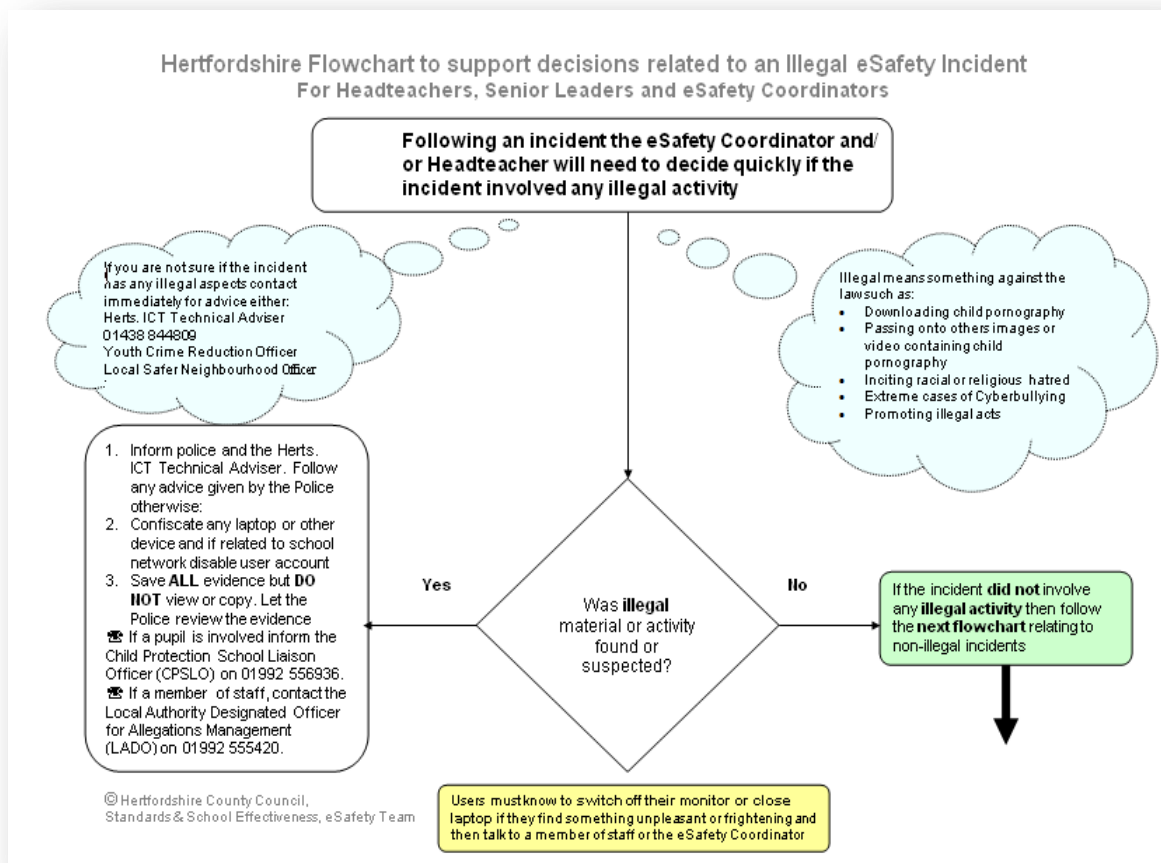 Hertfordshire Flowchart to support decisions related to an Illegal eSafety Incident
For Headteachers, Senior Leaders and eSafety Coordinators
Following an incident the eSafety Coordinator and/
or Headteacher will need to decide quickly if the
incident involved any illegal activity
If you are not sure if the incident
has any illegal aspects contact
immediately for advice either:
Herts. ICT Technical Adviser
01438 844809
Youth Crime Reduction Officer
Local Safer Neighbourhood Officer
Illegal means something against the
law such as:
• Downloading child pornography
• Passing onto others images or
video containing child
pornography
• Inciting racial or religious hatred
• Extreme cases of Cyberbullying
• Promoting illegal acts
1. Inform police and the Herts.
ICT Technical Adviser. Follow
any advice given by the Police
otherwise:
2. Confiscate any laptop or other
device and if related to school
network disable user account
3. Save ALL evidence but DO
NOT view or copy. Let the
Police review the evidence
☎ If a pupil is involved inform the
Child Protection School Liaison
Officer (CPSLO) on 01992 556936.
☎ If a member of staff, contact the
Local Authority Designated Officer
for Allegations Management
(LADO) on 01992 555420.
Yes
Was illegal
material or activity
found or
suspected?
No
If the incident did not involve
any illegal activity then follow
the next flowchart relating to
non-illegal incidents
© Hertfordshire County Council,
Standards & School Effectiveness, eSafety Team
Users must know to switch off their monitor or close
laptop if they find something unpleasant or frightening and
then talk to a member of staff or the eSafety Coordinator